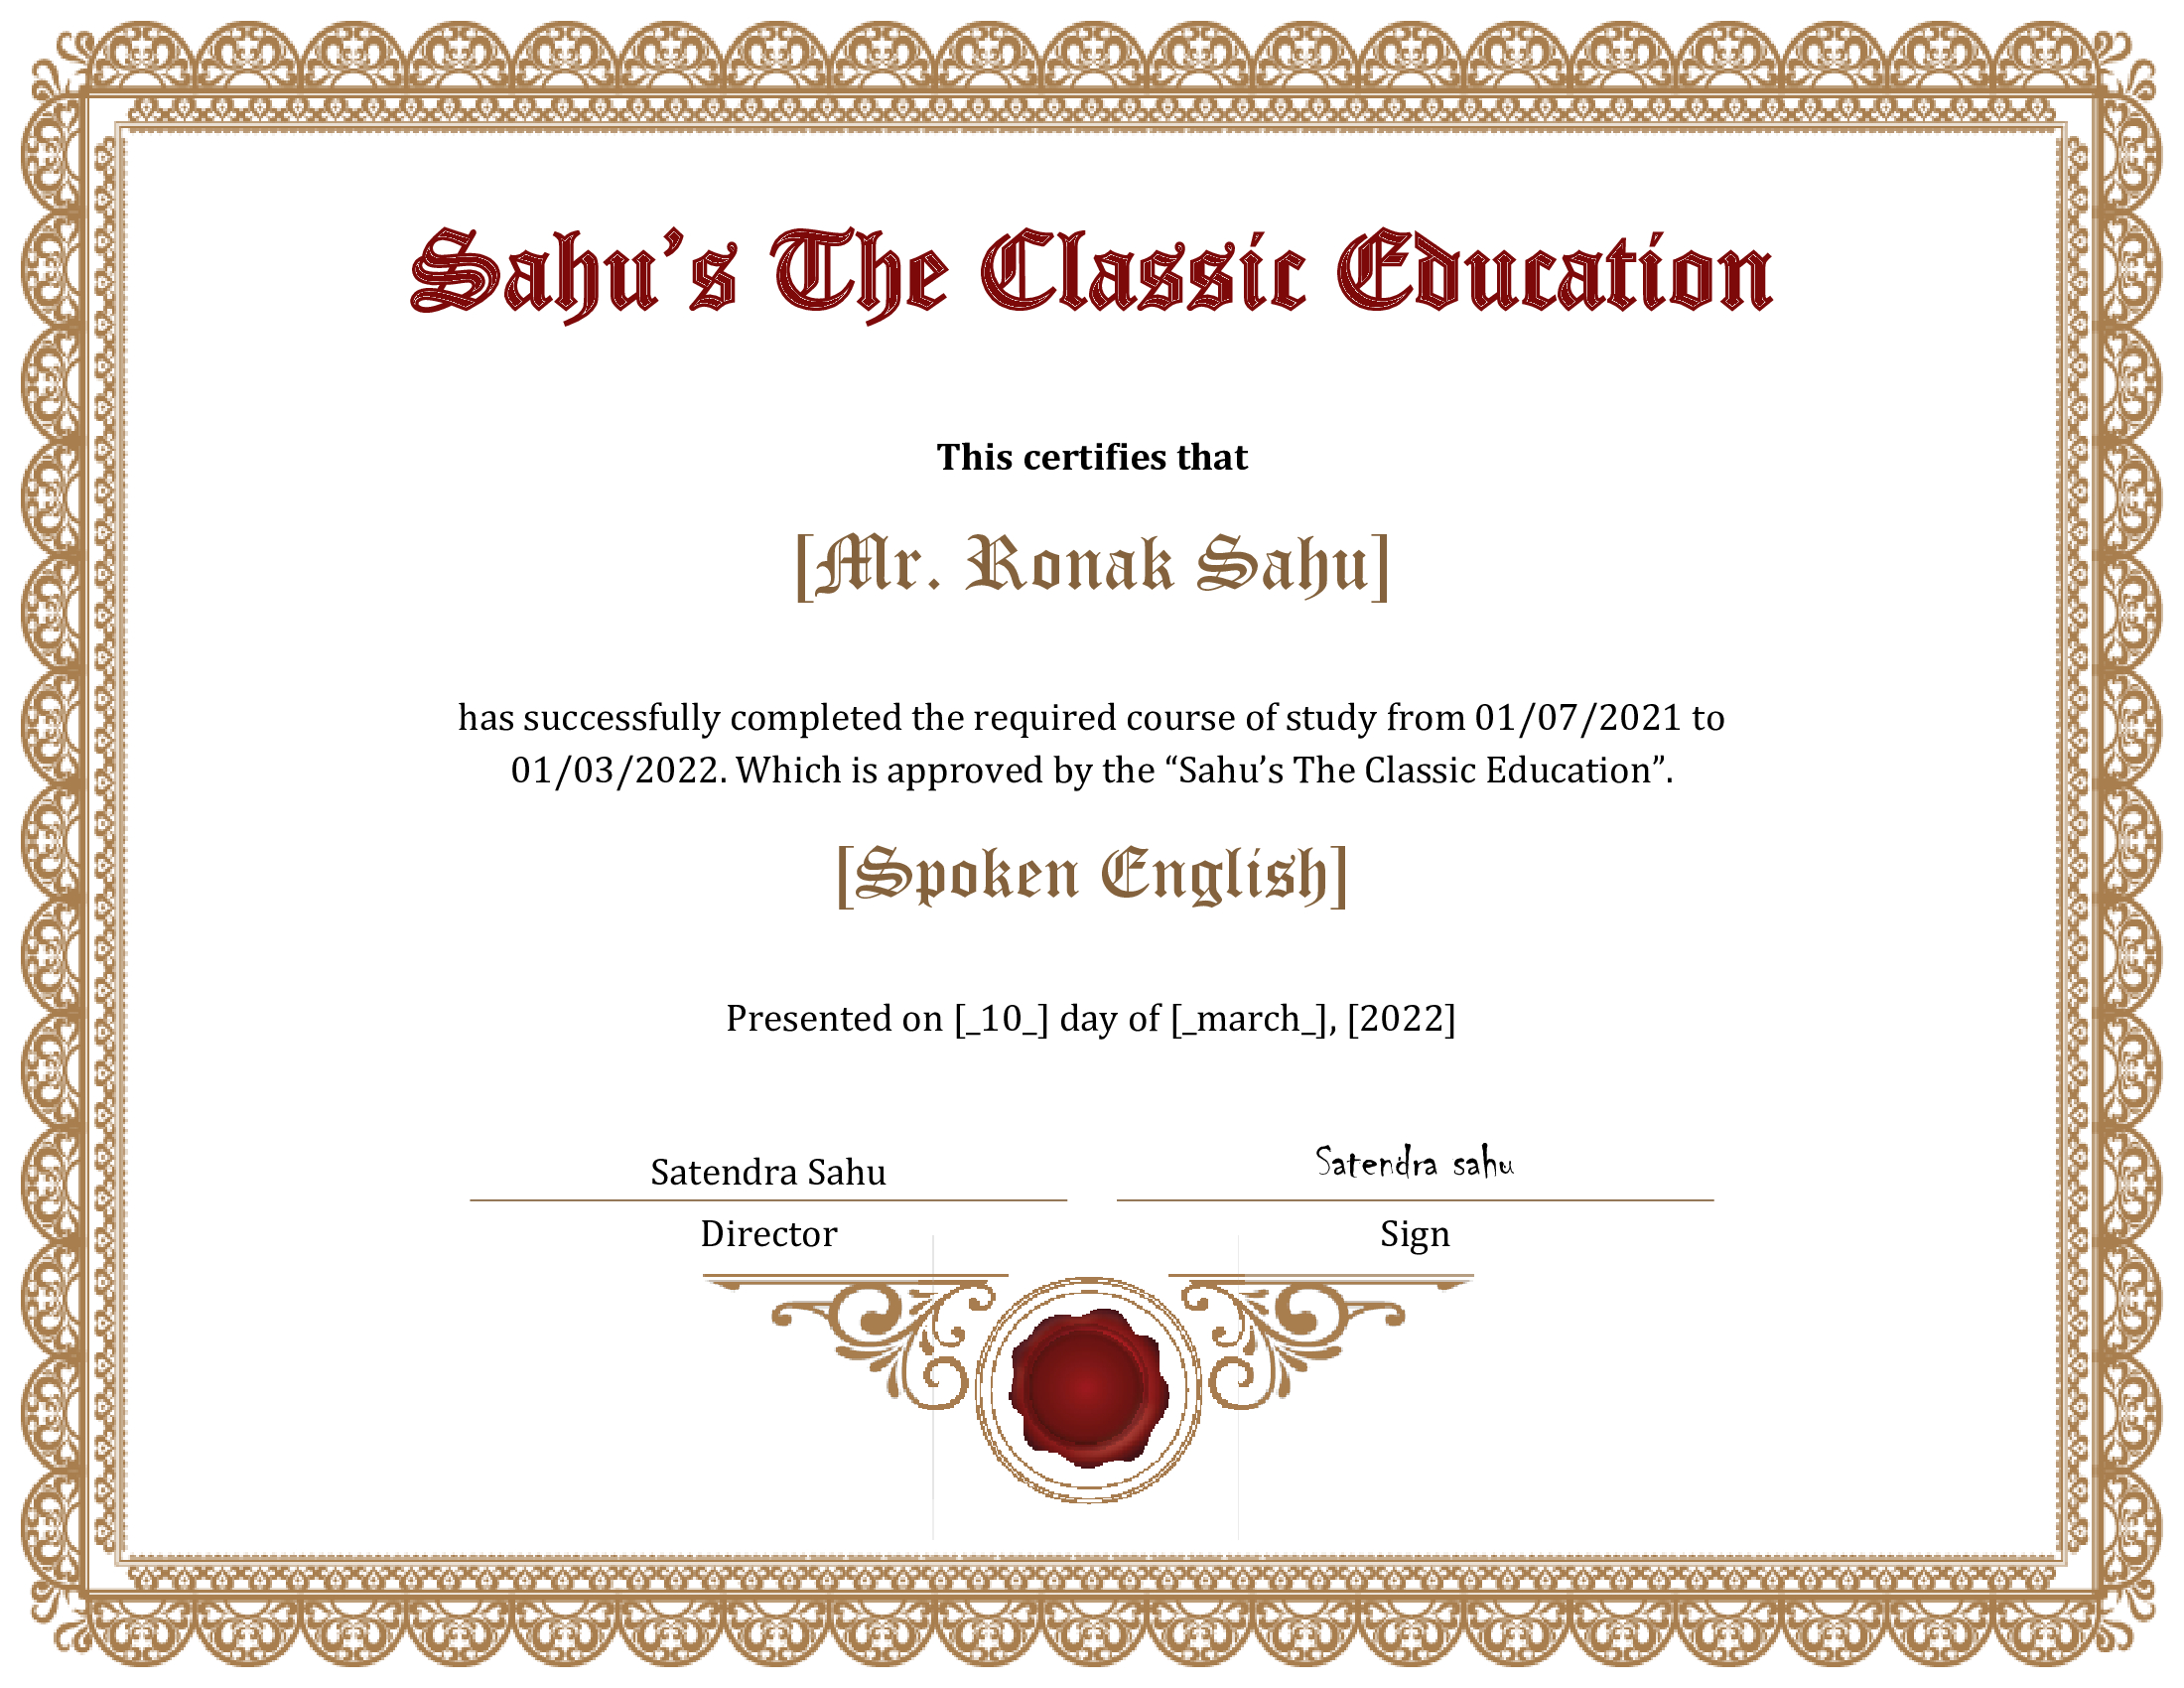 Sahu’s The Classic Education
This certifies that
[Mr. Ronak Sahu]
has successfully completed the required course of study from 01/07/2021 to
01/03/2022. Which is approved by the “Sahu’s The Classic Education”.
[Spoken English]
Presented on [_10_] day of [_march_], [2022]
Satendra Sahu
Satendra sahu
Director
Sign